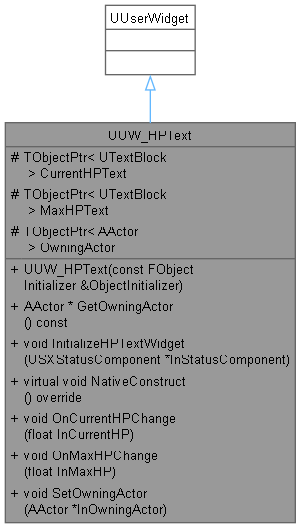 UUserWidget
UUW_HPText
# TObjectPtr< UTextBlock
> CurrentHPText
# TObjectPtr< UTextBlock
> MaxHPText
# TObjectPtr< AActor
> OwningActor
+ UUW_HPText(const FObject
Initializer &ObjectInitializer)
+ AActor * GetOwningActor
() const
+ void InitializeHPTextWidget
(USXStatusComponent *InStatusComponent)
+ virtual void NativeConstruct
() override
+ void OnCurrentHPChange
(float InCurrentHP)
+ void OnMaxHPChange
(float InMaxHP)
+ void SetOwningActor
(AActor *InOwningActor)